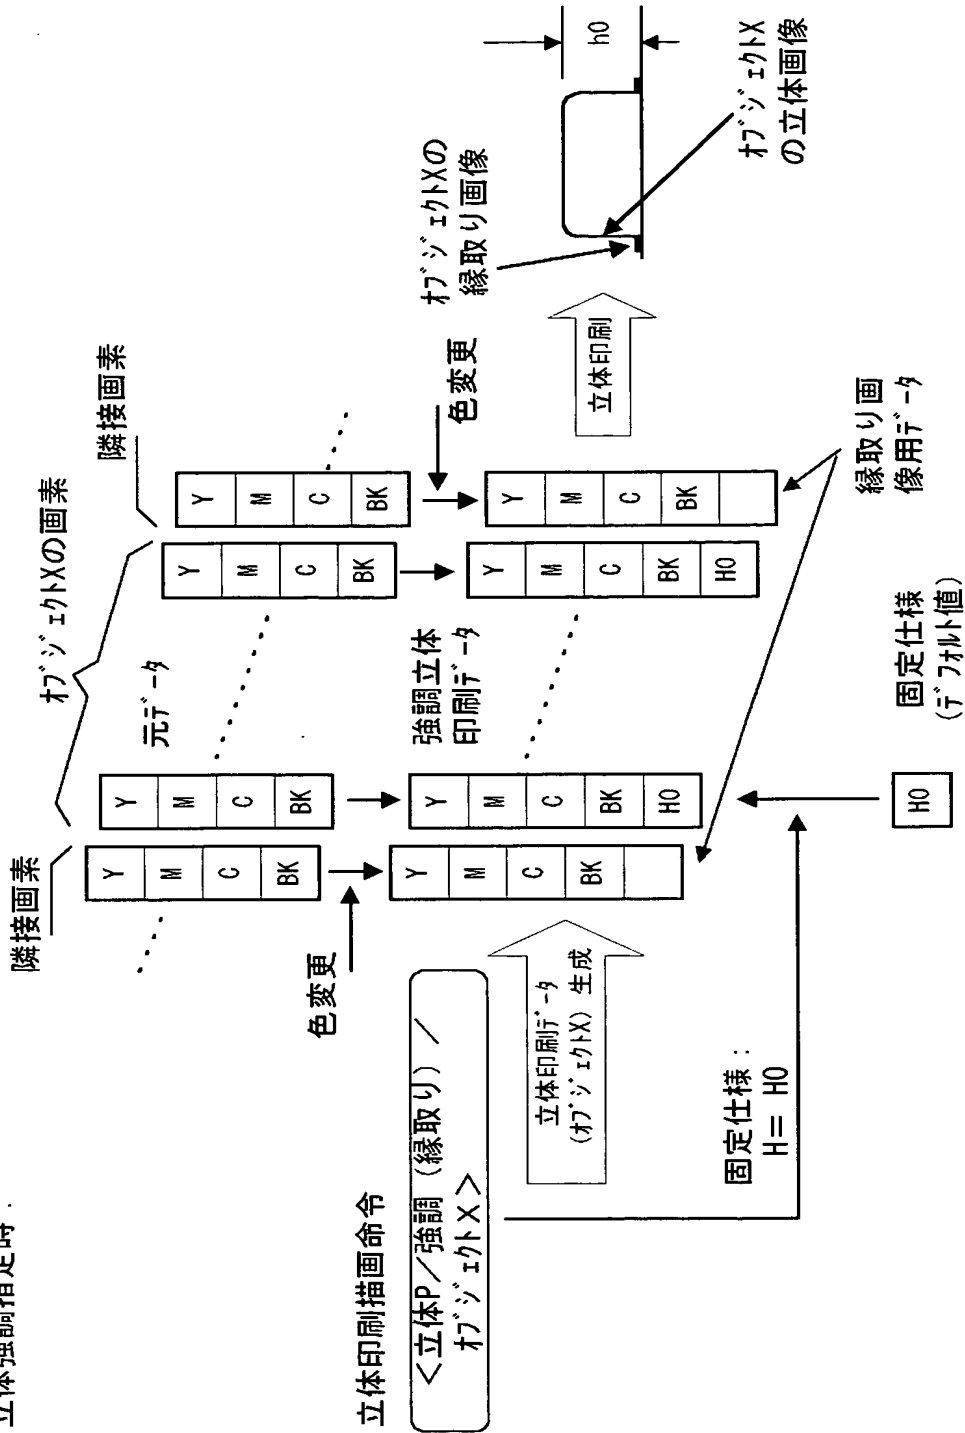 立体強調指定時:
立体印刷描画命令
<立体P/強調(縁取り)/
オブジェクトX>
隣接画素
オブジェクトXの画素
隣接画素
元データ
Y
M
C
BK
Y
M
C
BK
Y
M
C
BK
Y
M
C
BK
色変更
色変更
強調立体
印刷データ
Y
M
C
BK
Y
M
C
BK
H0
Y
M
C
BK
H0
Y
M
C
BK
立体印刷データ
(オブジェクトX) 生成
固定仕様:
H= H0
H0
固定仕様
(デフォルト値)
縁取り画
像用データ
立体印刷
オブジェクトXの
縁取り画像
h0
オブジェクトX
の立体画像